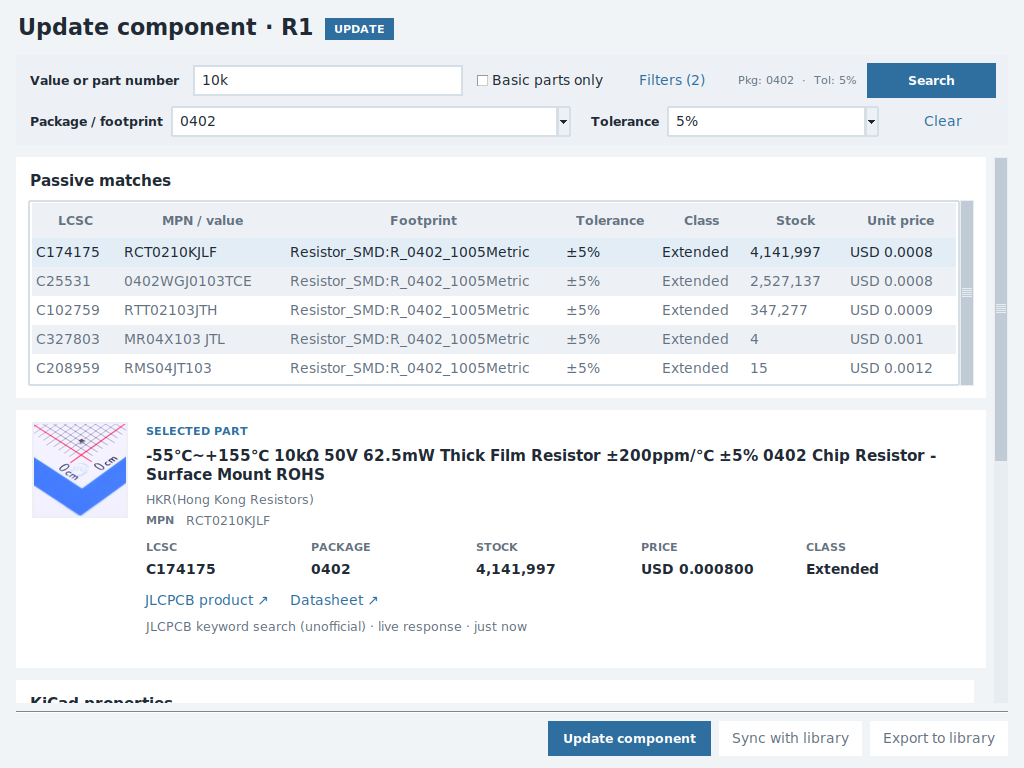 Update component · R1 UPDATE
Value or part number 10k Basic parts only Filters (2) Pkg: 0402 · Tol: 5% Search
Package / footprint 0402 Tolerance 5% Clear
Passive matches
LCSC MPN / value Footprint Tolerance Class Stock Unit price
C174175 RCT0210KJLF Resistor_SMD:R_0402_1005Metric ±5% Extended 4,141,997 USD 0.0008
C25531 0402WGJ0103TCE Resistor_SMD:R_0402_1005Metric ±5% Extended 2,527,137 USD 0.0008
C102759 RTT02103JTH Resistor_SMD:R_0402_1005Metric ±5% Extended 347,277 USD 0.0009
C327803 MR04X103 JTL Resistor_SMD:R_0402_1005Metric ±5% Extended 4 USD 0.001
C208959 RMS04JT103 Resistor_SMD:R_0402_1005Metric ±5% Extended 15 USD 0.0012
0cm 0cm
SELECTED PART
-55℃~+155℃ 10kΩ 50V 62.5mW Thick Film Resistor ±200ppm/℃ ±5% 0402 Chip Resistor -
Surface Mount ROHS
HKR(Hong Kong Resistors)
MPN RCT0210KJLF
LCSC PACKAGE STOCK PRICE CLASS
C174175 0402 4,141,997 USD 0.000800 Extended
JLCPCB product ↗ Datasheet ↗
JLCPCB keyword search (unofficial) · live response · just now
KiCad properties
Update component Sync with library Export to library